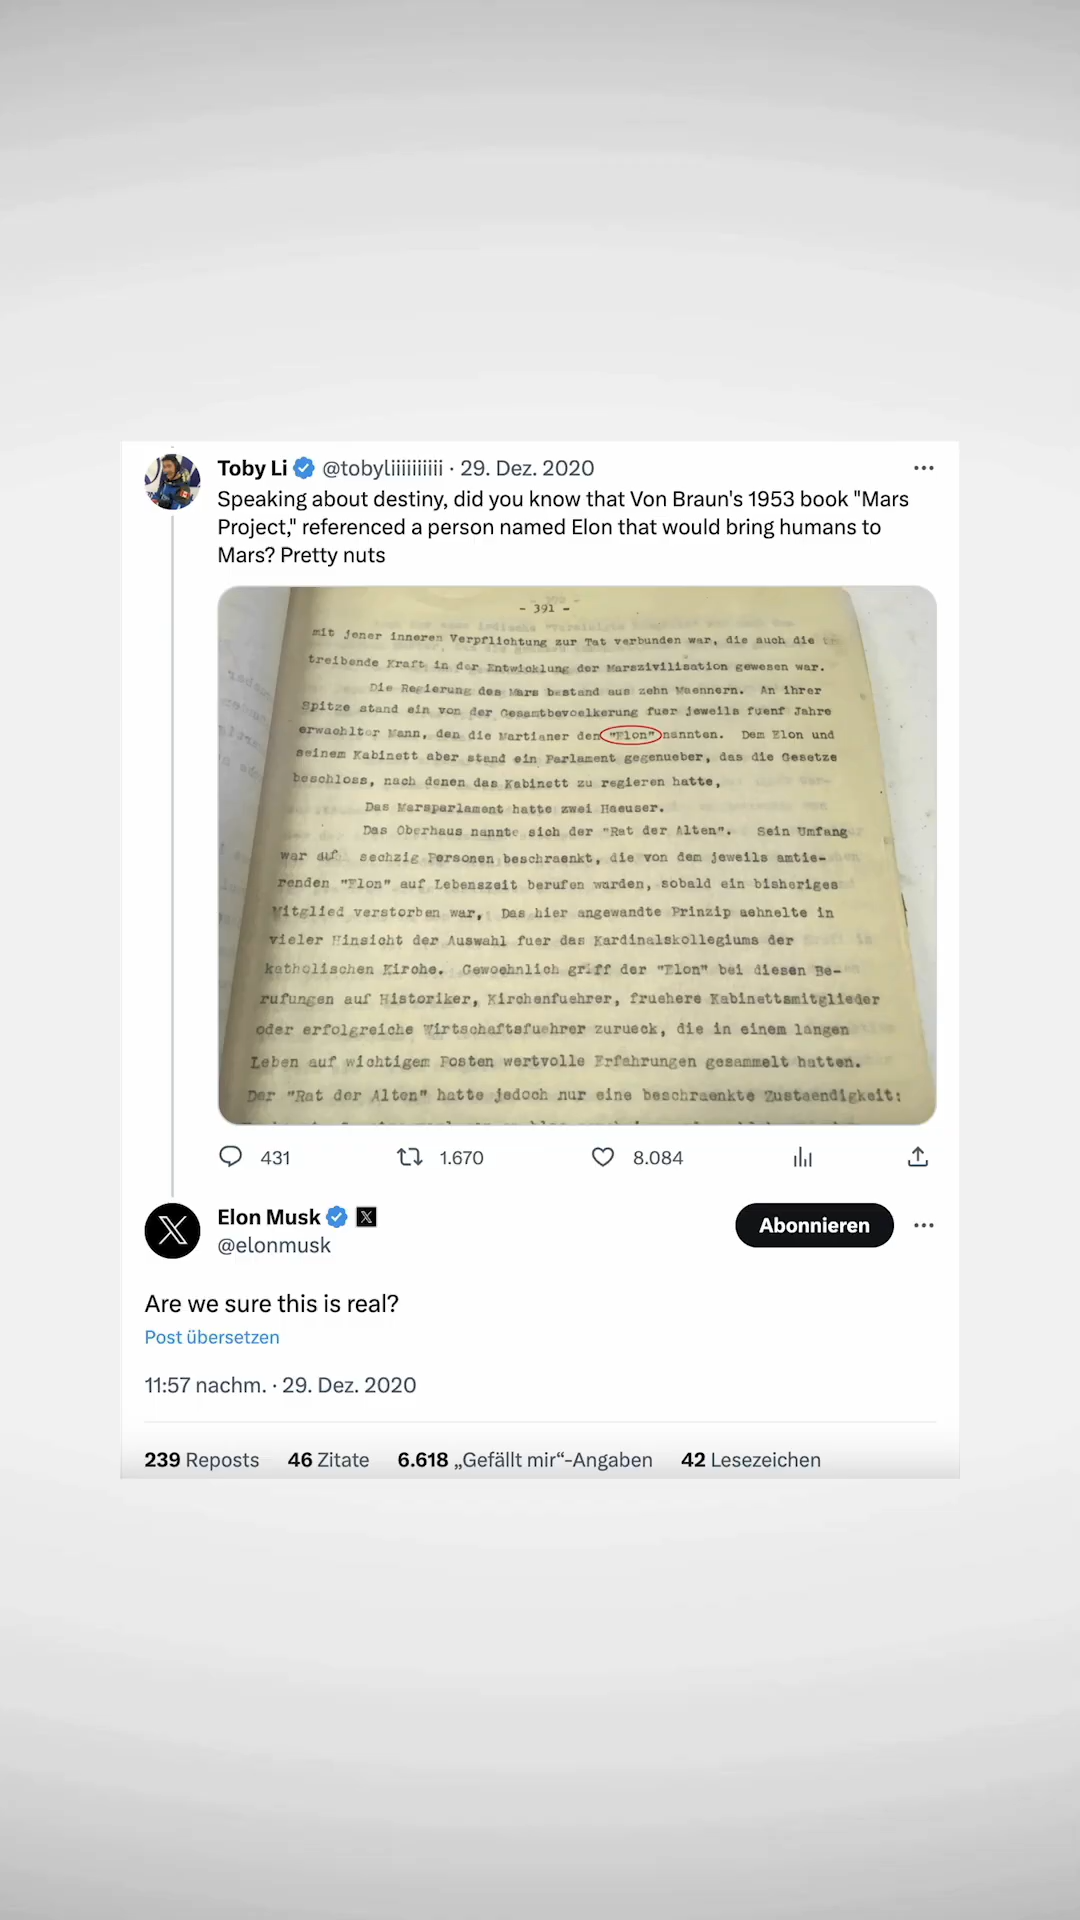 Toby Li @tobyliiiiiiiiii · 29. Dez. 2020
Speaking about destiny, did you know that Von Braun's 1953 book "Mars
Project," referenced a person named Elon that would bring humans to
Mars? Pretty nuts
- 391 -
mit jener inneren Verpflichtung zur Tat verbunden war, die auch die
treibende Kraft in der Entwicklung der Marszivilisation gewesen war.
Die Regierung des Mars bestand aus zehn Maennern. An ihrer
Spitze stand ein von der Gesamtbevoelkerung fuer jeweils fuenf Jahre
erwaehlter Mann, den die Martianer den "Elon" nannten. Dem Elon und
seinem Kabinett aber stand ein Parlament gegenueber, das die Gesetze
beschloss, nach denen das Kabinett zu regieren hatte,
Das Marsparlament hatte zwei Haeuser.
Das Oberhaus nannte sich der "Rat der Alten". Sein Umfang
war auf sechzig Personen beschraenkt, die von dem jeweils amtie-
renden "Elon" auf Lebenszeit berufen wurden, sobald ein bisheriges
Mitglied verstorben war, Das hier angewandte Prinzip aehnelte in
vieler Hinsicht der Auswahl fuer das Kardinalskollegiums der
katholischen Kirche. Gewoehnlich griff der "Elon" bei diesen Be-
rufungen auf Historiker, Kirchenfuehrer, fruehere Kabinettsmitglieder
oder erfolgreiche Wirtschaftsfuehrer zurueck, die in einem langen
Leben auf wichtigem Posten wertvolle Erfahrungen gesammelt hatten.
Der "Rat der Alten" hatte jedoch nur eine beschraenkte Zustaendigkeit:
431 1.670 8.084
Elon Musk X
Abonnieren
@elonmusk
Are we sure this is real?
Post übersetzen
11:57 nachm. · 29. Dez. 2020
239 Reposts 46 Zitate 6.618 „Gefällt mir“-Angaben 42 Lesezeichen